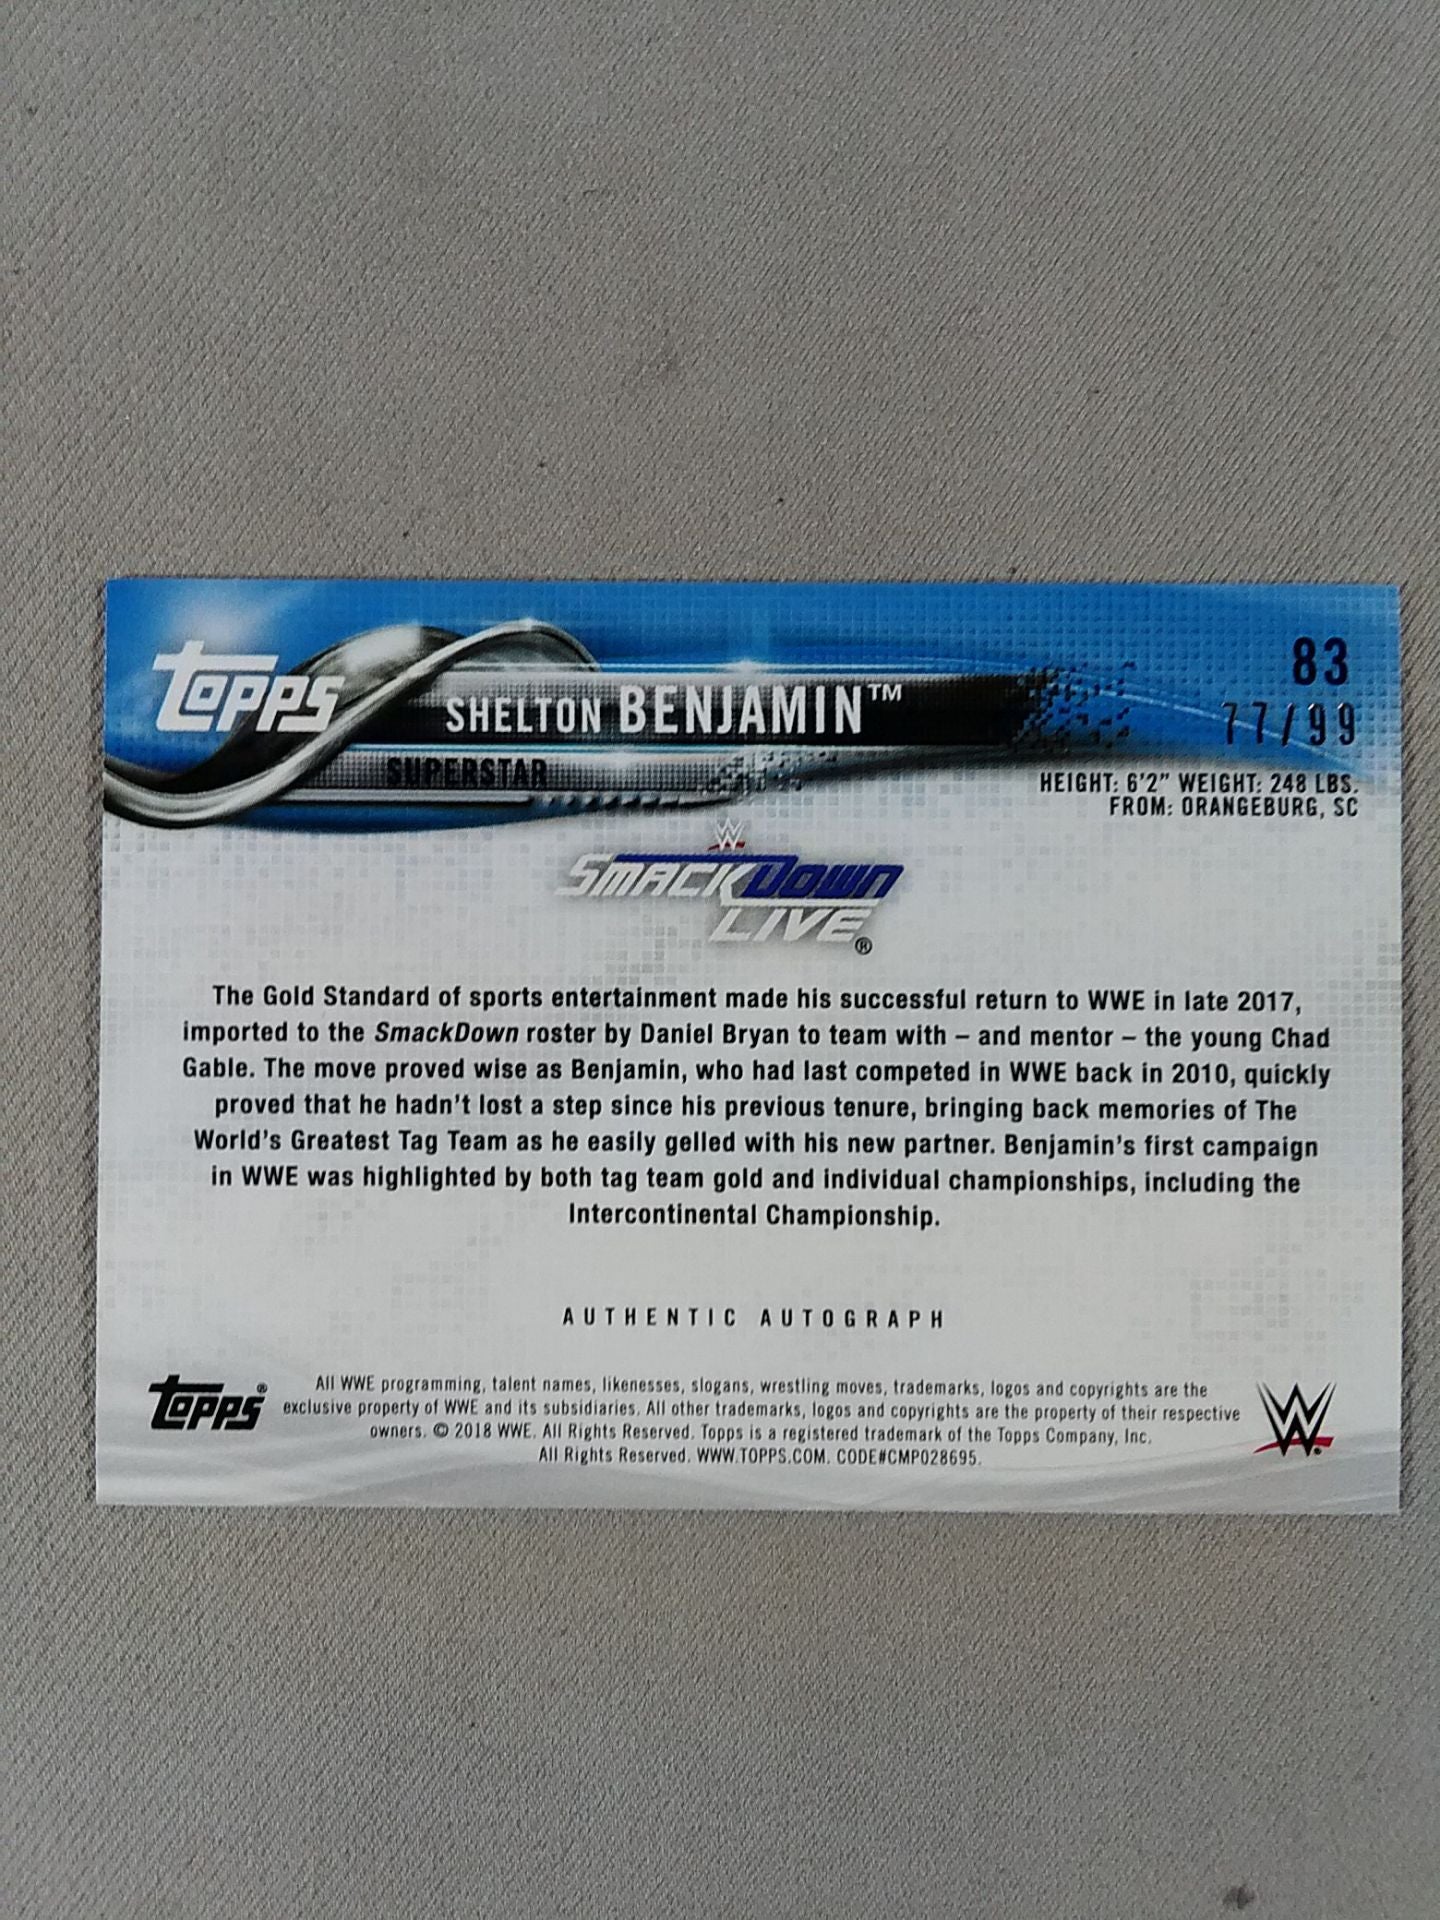 TOPPS
SHELTON BENJAMIN™
SUPERSTAR
83
77/99
HEIGHT: 6'2" WEIGHT: 248 LBS.
FROM: ORANGEBURG, SC
W
SMACKDOWN
LIVE®
The Gold Standard of sports entertainment made his successful return to WWE in late 2017,
imported to the SmackDown roster by Daniel Bryan to team with – and mentor – the young Chad
Gable. The move proved wise as Benjamin, who had last competed in WWE back in 2010, quickly
proved that he hadn't lost a step since his previous tenure, bringing back memories of The
World's Greatest Tag Team as he easily gelled with his new partner. Benjamin's first campaign
in WWE was highlighted by both tag team gold and individual championships, including the
Intercontinental Championship.
AUTHENTIC AUTOGRAPH
TOPPS®
All WWE programming, talent names, likenesses, slogans, wrestling moves, trademarks, logos and copyrights are the
exclusive property of WWE and its subsidiaries. All other trademarks, logos and copyrights are the property of their respective
owners. © 2018 WWE. All Rights Reserved. Topps is a registered trademark of the Topps Company, Inc.
All Rights Reserved. WWW.TOPPS.COM. CODE#CMP028695.
W